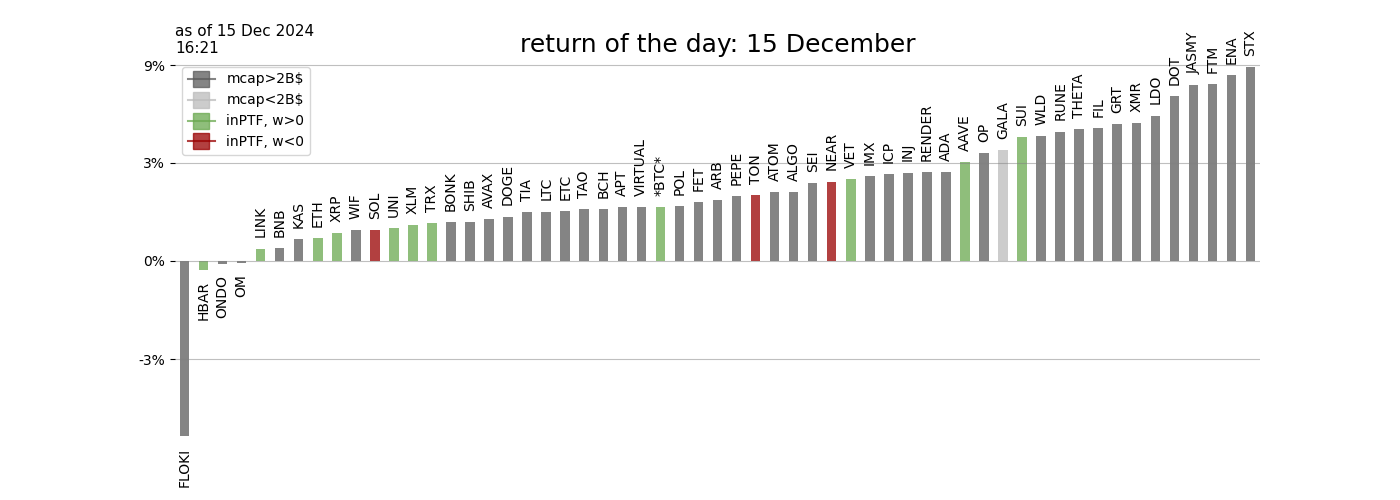 as of 15 Dec 2024
16:21
return of the day: 15 December
9%
3%
0%
-3%
mcap>2B$
mcap<2B$
inPTF, w>0
inPTF, w<0
FLOKI
HBAR
ONDO
OM
LINK
BNB
KAS
ETH
XRP
WIF
SOL
UNI
XLM
TRX
BONK
SHIB
AVAX
DOGE
TIA
LTC
ETC
TAO
BCH
APT
VIRTUAL
*BTC*
POL
FET
ARB
PEPE
TON
ATOM
ALGO
SEI
NEAR
VET
IMX
ICP
INJ
RENDER
ADA
AAVE
OP
GALA
SUI
WLD
RUNE
THETA
FIL
GRT
XMR
LDO
DOT
JASMY
FTM
ENA
STX